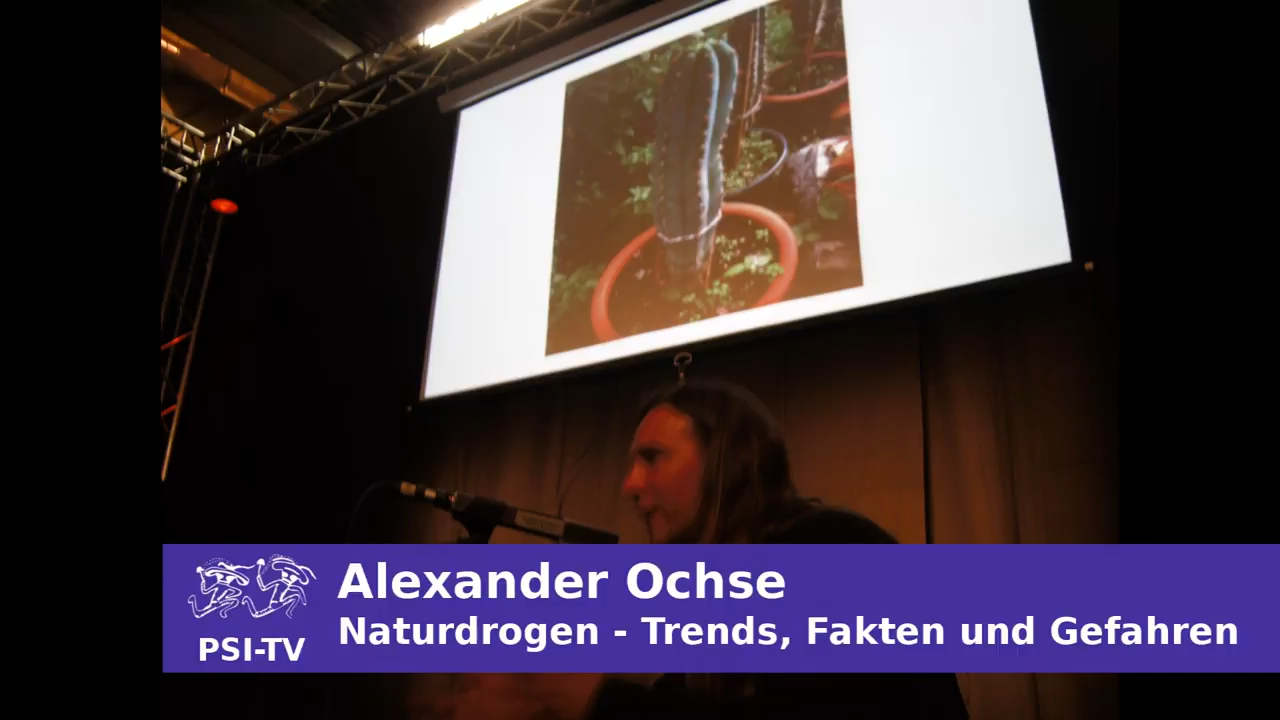 Alexander Ochse
Naturdrogen - Trends, Fakten und Gefahren
PSI-TV